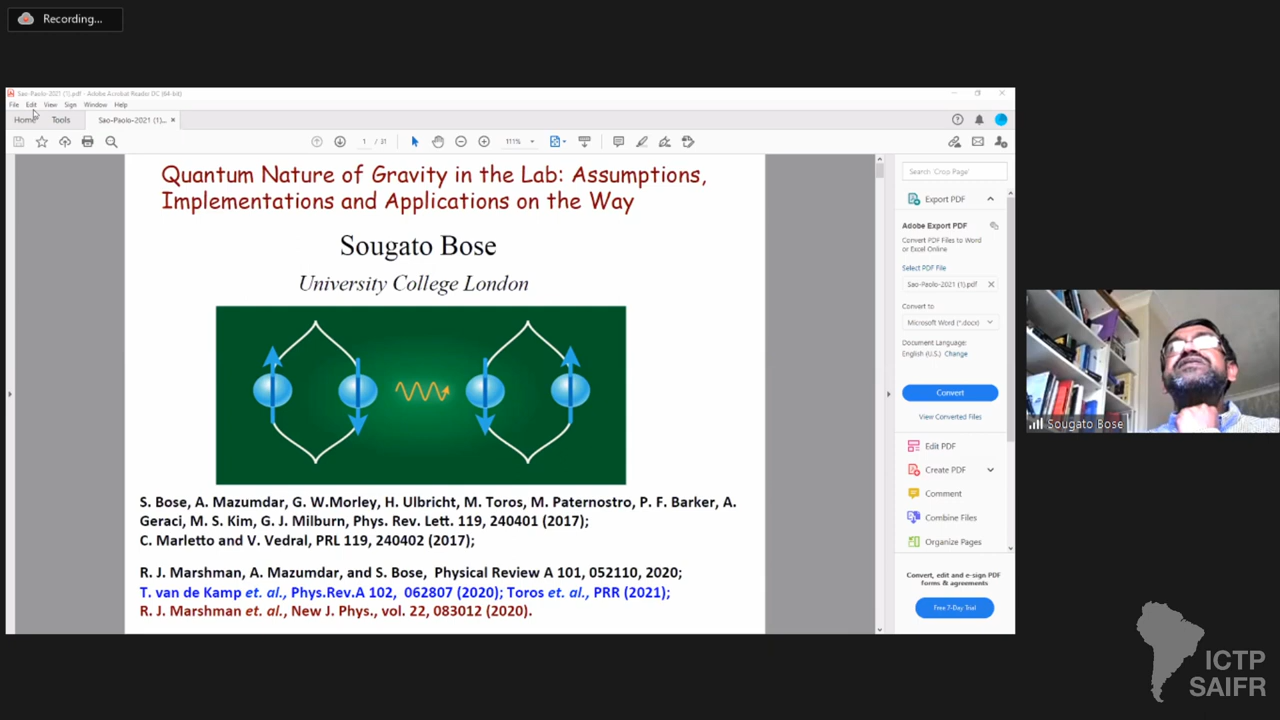 Recording...
Sao-Paolo-2021 (1).pdf - Adobe Acrobat Reader DC (64-bit)
File Edit View Sign Window Help
Home Tools Sao-Paolo-2021 (1)... ×
1 / 31 111%
Quantum Nature of Gravity in the Lab: Assumptions,
Implementations and Applications on the Way
Sougato Bose
University College London
S. Bose, A. Mazumdar, G. W.Morley, H. Ulbricht, M. Toros, M. Paternostro, P. F. Barker, A.
Geraci, M. S. Kim, G. J. Milburn, Phys. Rev. Lett. 119, 240401 (2017);
C. Marletto and V. Vedral, PRL 119, 240402 (2017);
R. J. Marshman, A. Mazumdar, and S. Bose, Physical Review A 101, 052110, 2020;
T. van de Kamp et. al., Phys.Rev.A 102, 062807 (2020); Toros et. al., PRR (2021);
R. J. Marshman et. al., New J. Phys., vol. 22, 083012 (2020).
Search 'Crop Page'
Export PDF
Adobe Export PDF
Convert PDF Files to Word
or Excel Online
Select PDF File
Sao-Paolo-2021 (1).pdf
Convert to
Microsoft Word (*.docx)
Document Language:
English (U.S.) Change
Convert
View Converted Files
Edit PDF
Create PDF
Comment
Combine Files
Organize Pages
Convert, edit and e-sign PDF
forms & agreements
Free 7-Day Trial
Sougato Bose
ICTP
SAIFR